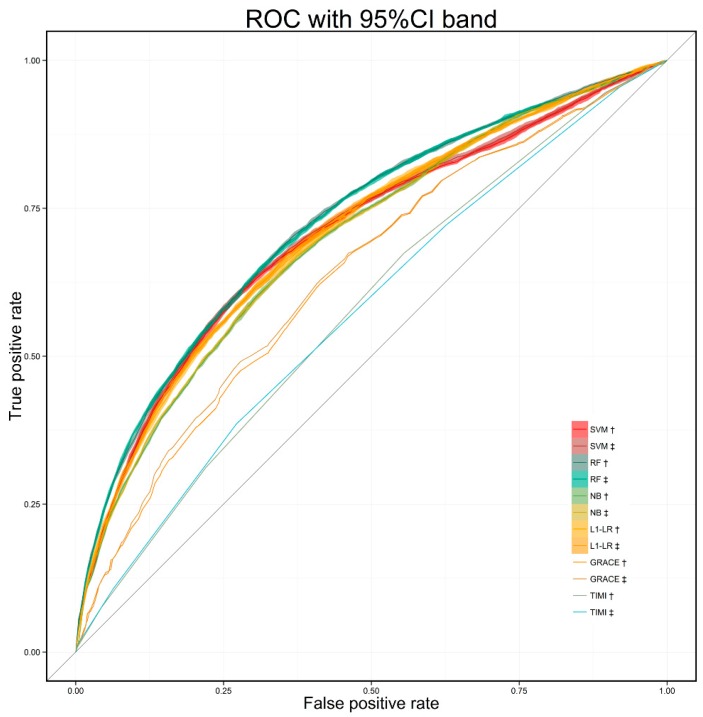 ROC with 95%CI band
True positive rate
1.00
0.75
0.50
0.25
0.00
SVM †
SVM ‡
RF †
RF ‡
NB †
NB ‡
L1-LR †
L1-LR ‡
GRACE †
GRACE ‡
TIMI †
TIMI ‡
0.00 0.25 0.50 0.75 1.00
False positive rate